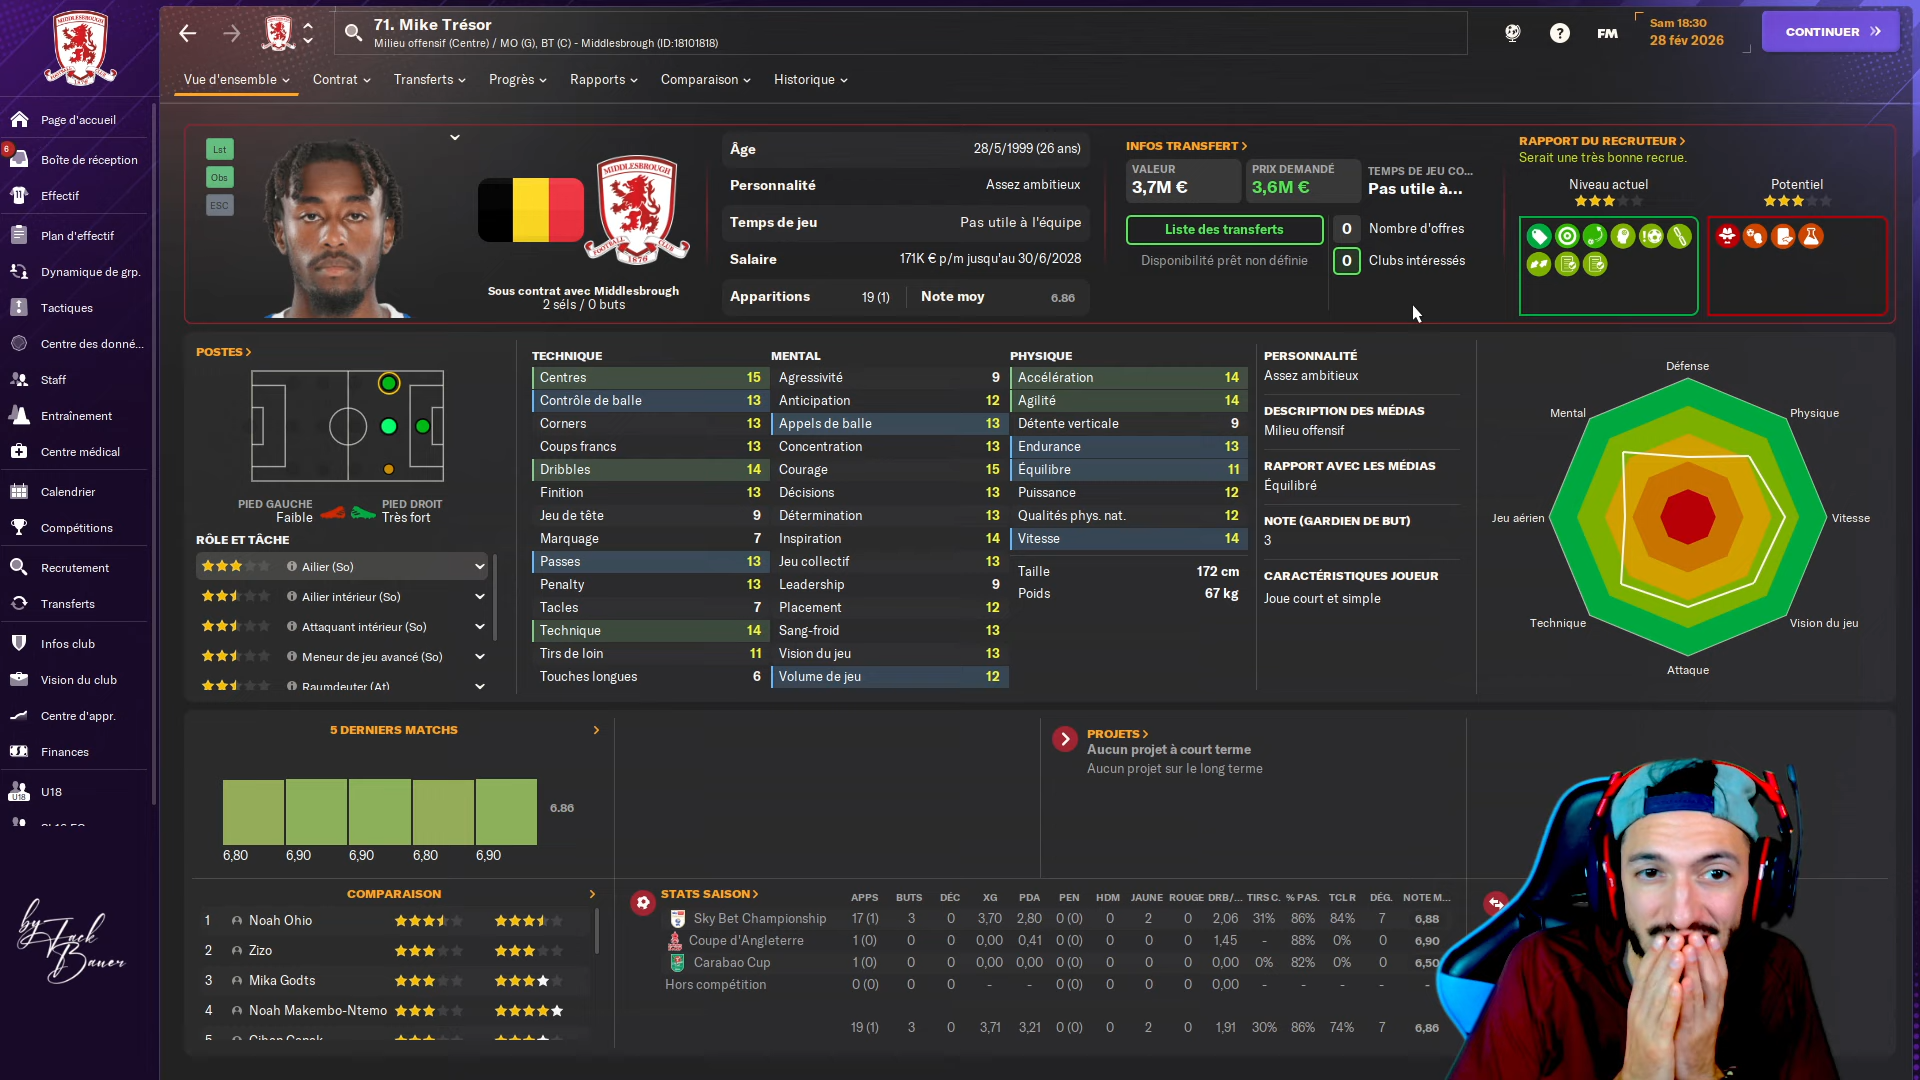 71. Mike Trésor
Milieu offensif (Centre) / MO (G), BT (C) - Middlesbrough (ID:18101818)
FM
Sam 18:30
28 fév 2026
CONTINUER
Vue d'ensemble
Contrat
Transferts
Progrès
Rapports
Comparaison
Historique
Page d'accueil
6
Boîte de réception
Effectif
Plan d'effectif
Dynamique de grp.
Tactiques
Centre des donné...
Staff
Entraînement
Centre médical
Calendrier
Compétitions
Recrutement
Transferts
Infos club
Vision du club
Centre d'appr.
Finances
U18
by Jack Bauer
Lst
Obs
ESC
MIDDLESBROUGH
FOOTBALL CLUB
1876
Sous contrat avec Middlesbrough
2 séls / 0 buts
Âge 28/5/1999 (26 ans)
Personnalité Assez ambitieux
Temps de jeu Pas utile à l'équipe
Salaire 171K € p/m jusqu'au 30/6/2028
Apparitions 19 (1) Note moy 6.86
INFOS TRANSFERT
VALEUR
3,7M €
PRIX DEMANDÉ
3,6M €
TEMPS DE JEU CO...
Pas utile à...
Liste des transferts
Disponibilité prêt non définie
0 Nombre d'offres
0 Clubs intéressés
RAPPORT DU RECRUTEUR
Serait une très bonne recrue.
Niveau actuel
Potentiel
POSTES
PIED GAUCHE
Faible
PIED DROIT
Très fort
RÔLE ET TÂCHE
Ailier (So)
Ailier intérieur (So)
Attaquant intérieur (So)
Meneur de jeu avancé (So)
Raumdeuter (At)
TECHNIQUE
Centres 15
Contrôle de balle 13
Corners 13
Coups francs 13
Dribbles 14
Finition 13
Jeu de tête 9
Marquage 7
Passes 13
Penalty 13
Tacles 7
Technique 14
Tirs de loin 11
Touches longues 6
MENTAL
Agressivité 9
Anticipation 12
Appels de balle 13
Concentration 13
Courage 15
Décisions 13
Détermination 13
Inspiration 14
Jeu collectif 13
Leadership 9
Placement 12
Sang-froid 13
Vision du jeu 13
Volume de jeu 12
PHYSIQUE
Accélération 14
Agilité 14
Détente verticale 9
Endurance 13
Équilibre 11
Puissance 12
Qualités phys. nat. 12
Vitesse 14
Taille 172 cm
Poids 67 kg
PERSONNALITÉ
Assez ambitieux
DESCRIPTION DES MÉDIAS
Milieu offensif
RAPPORT AVEC LES MÉDIAS
Équilibré
NOTE (GARDIEN DE BUT)
3
CARACTÉRISTIQUES JOUEUR
Joue court et simple
Défense
Mental
Physique
Jeu aérien
Vitesse
Technique
Vision du jeu
Attaque
5 DERNIERS MATCHS
6.86
6,80 6,90 6,90 6,80 6,90
COMPARAISON
1 Noah Ohio
2 Zizo
3 Mika Godts
4 Noah Makembo-Ntemo
PROJETS
Aucun projet à court terme
Aucun projet sur le long terme
STATS SAISON APPS BUTS DÉC XG PDA PEN HDM JAUNE ROUGE DRB/... TIRS C. % PAS. TCL R DÉG. NOTE M...
Sky Bet Championship 17 (1) 3 0 3,70 2,80 0 (0) 0 2 0 2,06 31% 86% 84% 7 6,88
Coupe d'Angleterre 1 (0) 0 0 0,00 0,41 0 (0) 0 0 0 1,45 - 88% 0% 0 6,90
Carabao Cup 1 (0) 0 0 0,00 0,00 0 (0) 0 0 0 0,00 0% 82% 0% 0 6,50
Hors compétition 0 (0) 0 0 - - 0 (0) 0 0 0 0,00 - - - - -
19 (1) 3 0 3,71 3,21 0 (0) 0 2 0 1,91 30% 86% 74% 7 6,86